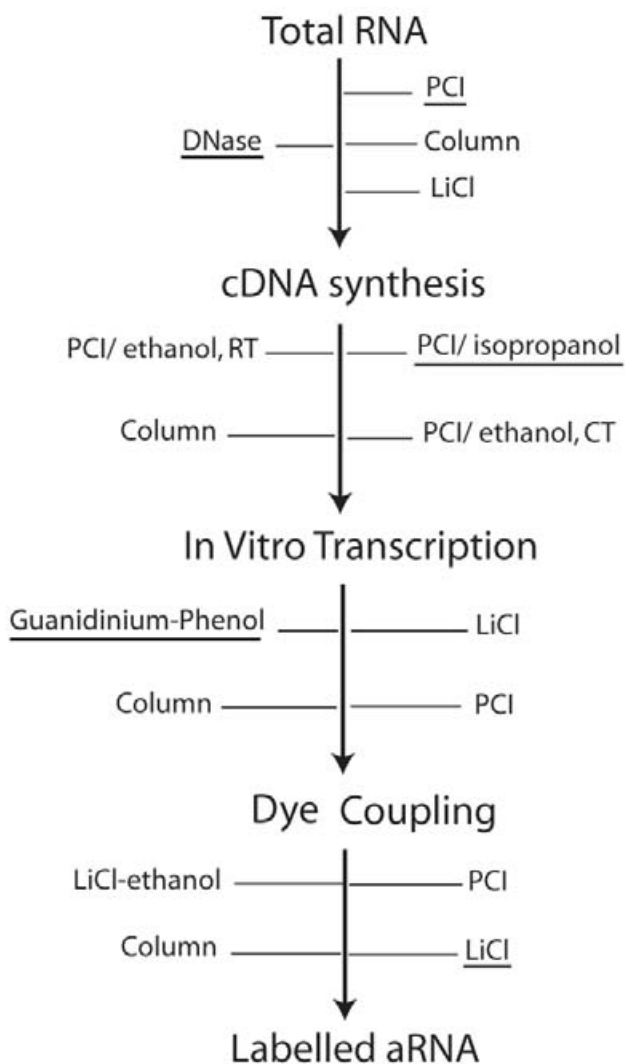 Total RNA
PCI
DNase
Column
LiCl
cDNA synthesis
PCI/ ethanol, RT
PCI/ isopropanol
Column
PCI/ ethanol, CT
In Vitro Transcription
Guanidinium-Phenol
LiCl
Column
PCI
Dye Coupling
LiCl-ethanol
PCI
Column
LiCl
Labelled aRNA